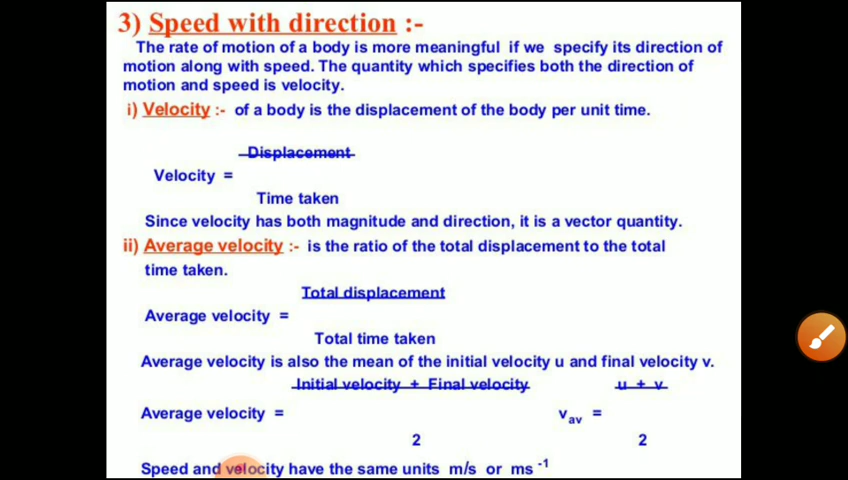 3) Speed with direction :-
The rate of motion of a body is more meaningful if we specify its direction of
motion along with speed. The quantity which specifies both the direction of
motion and speed is velocity.
i) Velocity :- of a body is the displacement of the body per unit time.
Displacement
Velocity =
Time taken
Since velocity has both magnitude and direction, it is a vector quantity.
ii) Average velocity :- is the ratio of the total displacement to the total
time taken.
Total displacement
Average velocity =
Total time taken
Average velocity is also the mean of the initial velocity u and final velocity v.
Initial velocity + Final velocity u + v
Average velocity = vav =
2 2
Speed and velocity have the same units m/s or ms -1